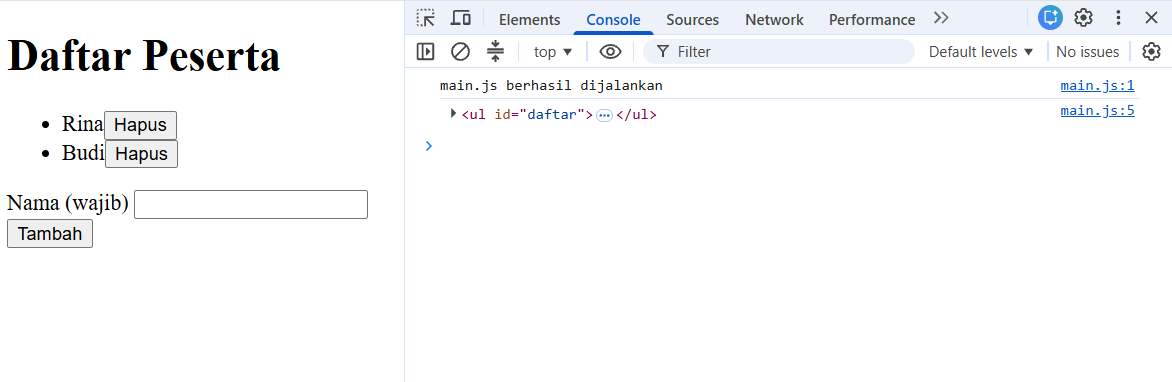 Daftar Peserta
Rina Hapus
Budi Hapus
Nama (wajib)
Tambah
Elements Console Sources Network Performance
top Filter Default levels No issues
main.js berhasil dijalankan main.js:1
<ul id="daftar">…</ul> main.js:5